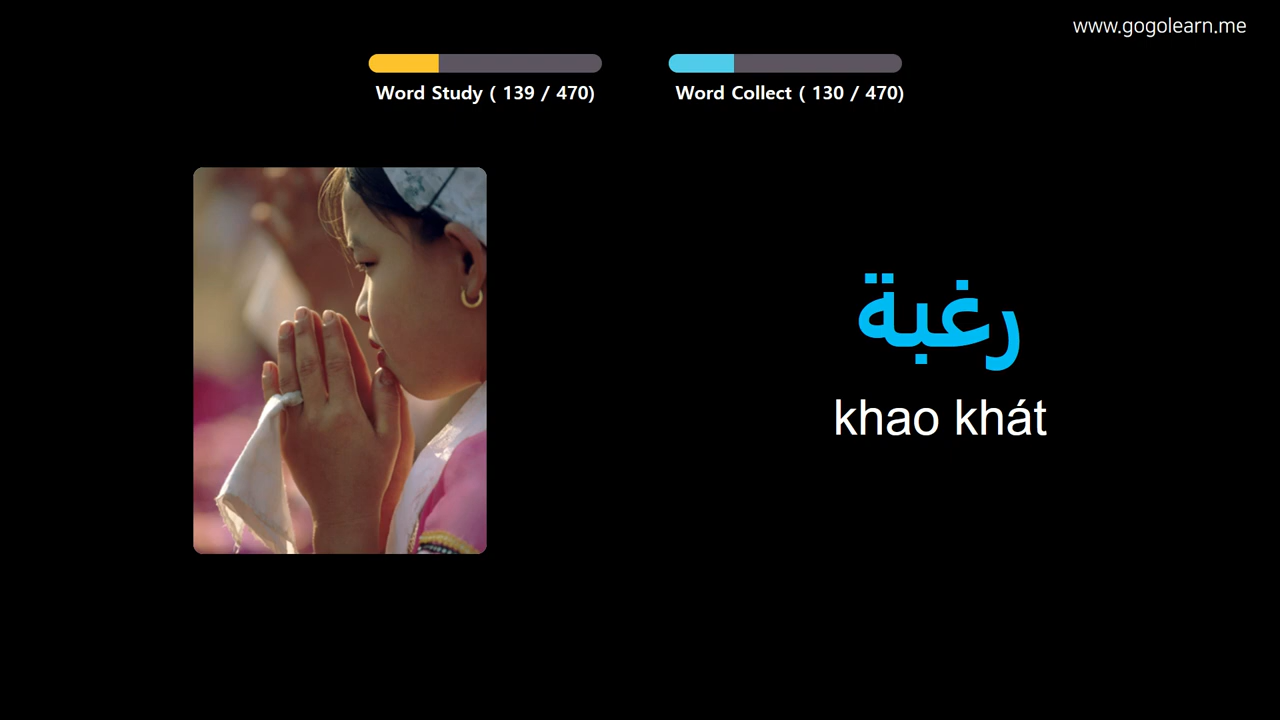 www.gogolearn.me
Word Study ( 139 / 470)
Word Collect ( 130 / 470)
رغبة
khao khát